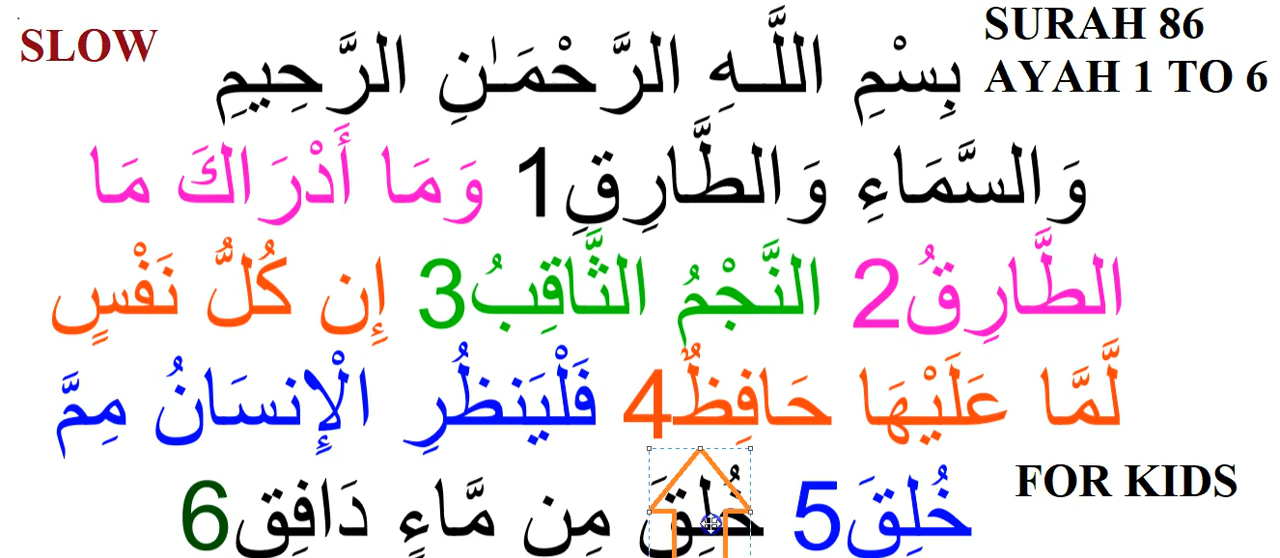 SLOW
SURAH 86
AYAH 1 TO 6
بِسْمِ اللَّـهِ الرَّحْمَـٰنِ الرَّحِيمِ
وَالسَّمَاءِ وَالطَّارِقِ1 وَمَا أَدْرَاكَ مَا
الطَّارِقُ2 النَّجْمُ الثَّاقِبُ3 إِن كُلُّ نَفْسٍ
لَّمَّا عَلَيْهَا حَافِظٌ4 فَلْيَنظُرِ الْإِنسَانُ مِمَّ
خُلِقَ5 خُلِقَ مِن مَّاءٍ دَافِقٍ6
FOR KIDS